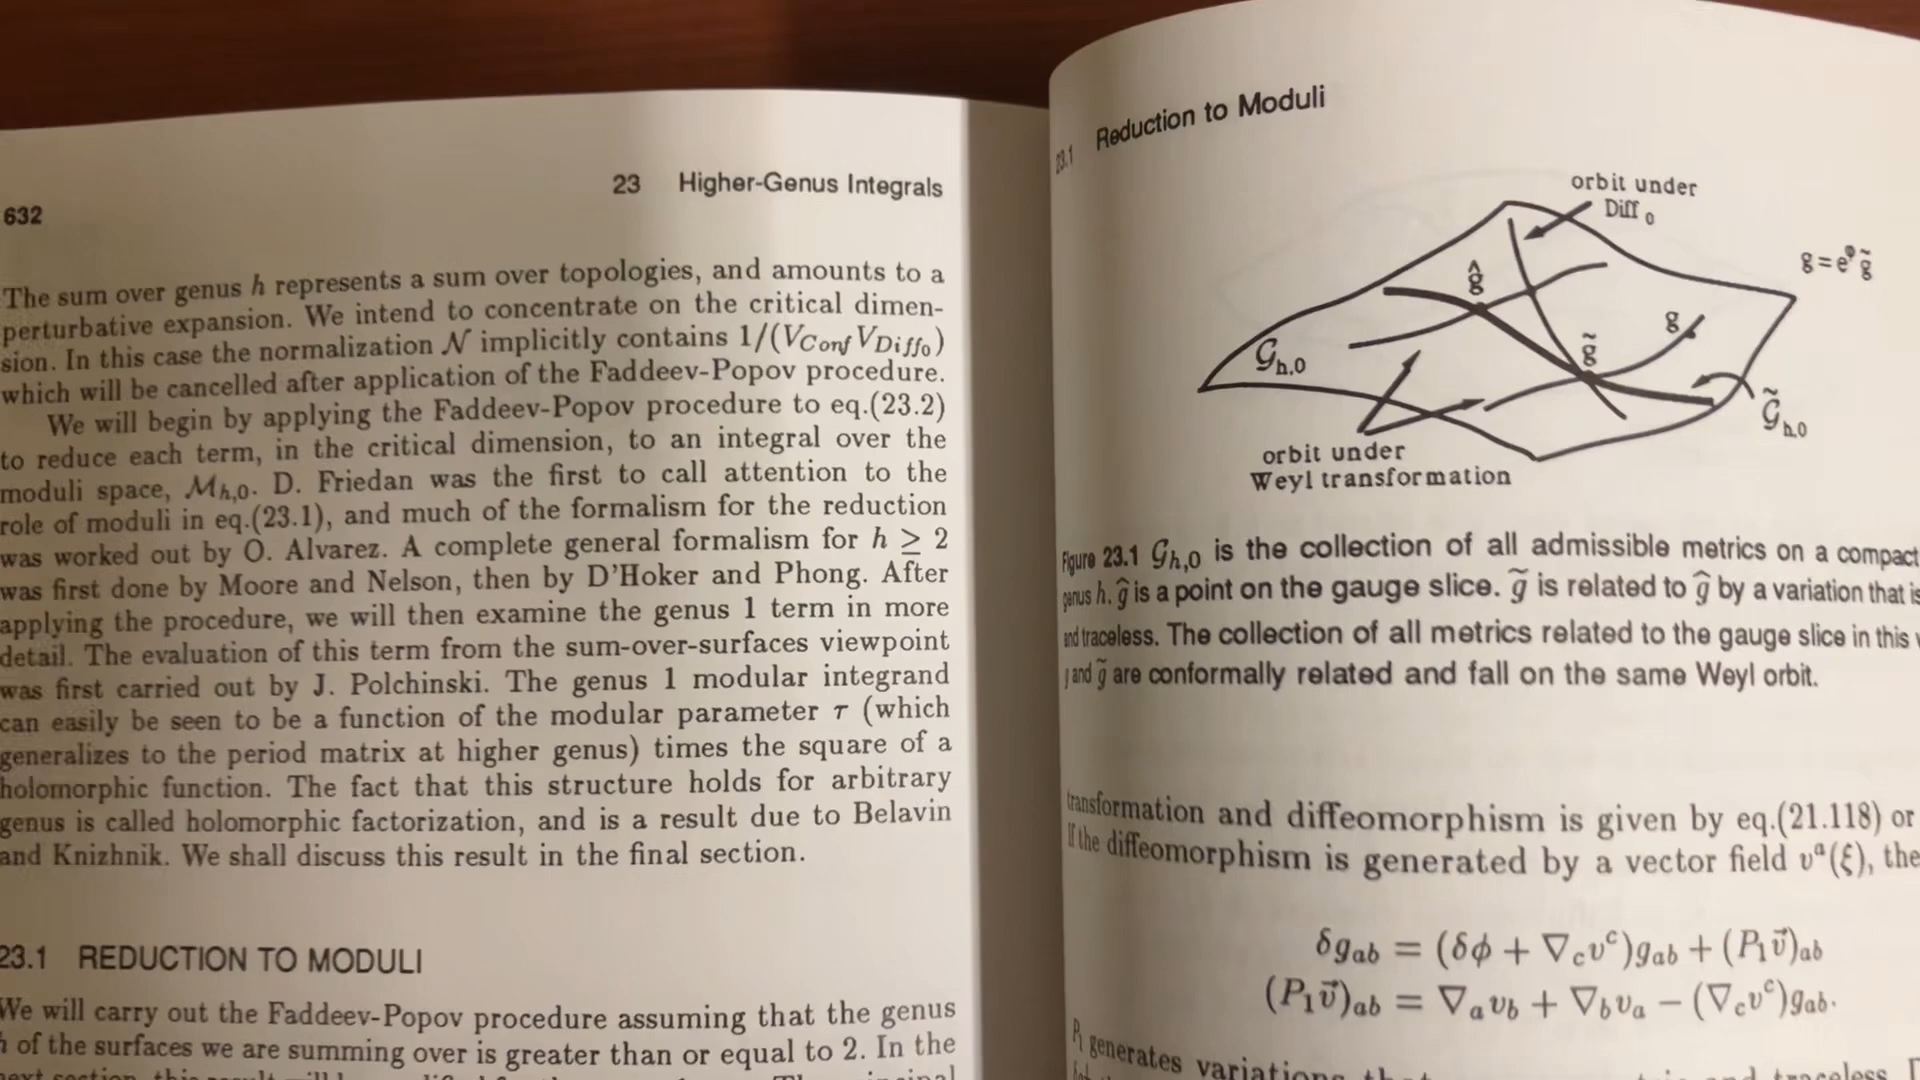 632
23 Higher-Genus Integrals
The sum over genus h represents a sum over topologies, and amounts to a
perturbative expansion. We intend to concentrate on the critical dimen-
sion. In this case the normalization 𝒩 implicitly contains 1/(V_Conf V_Diff₀)
which will be cancelled after application of the Faddeev-Popov procedure.
We will begin by applying the Faddeev-Popov procedure to eq.(23.2)
to reduce each term, in the critical dimension, to an integral over the
moduli space, ℳ_h,0. D. Friedan was the first to call attention to the
role of moduli in eq.(23.1), and much of the formalism for the reduction
was worked out by O. Alvarez. A complete general formalism for h ≥ 2
was first done by Moore and Nelson, then by D'Hoker and Phong. After
applying the procedure, we will then examine the genus 1 term in more
detail. The evaluation of this term from the sum-over-surfaces viewpoint
was first carried out by J. Polchinski. The genus 1 modular integrand
can easily be seen to be a function of the modular parameter τ (which
generalizes to the period matrix at higher genus) times the square of a
holomorphic function. The fact that this structure holds for arbitrary
genus is called holomorphic factorization, and is a result due to Belavin
and Knizhnik. We shall discuss this result in the final section.
23.1 REDUCTION TO MODULI
We will carry out the Faddeev-Popov procedure assuming that the genus
h of the surfaces we are summing over is greater than or equal to 2. In the
23.1 Reduction to Moduli
orbit under
Diff₀
g = e^φ g̃
ĝ
g
g̃
𝒢_h,0
𝒢̃_h,0
orbit under
Weyl transformation
Figure 23.1 𝒢_h,0 is the collection of all admissible metrics on a compact
genus h. ĝ is a point on the gauge slice. g̃ is related to ĝ by a variation that is
and traceless. The collection of all metrics related to the gauge slice in this
g and g̃ are conformally related and fall on the same Weyl orbit.
transformation and diffeomorphism is given by eq.(21.118) or
If the diffeomorphism is generated by a vector field vᵃ(ξ), the
δg_ab = (δϕ + ∇_c vᶜ)g_ab + (P₁v⃗)_ab
(P₁v⃗)_ab = ∇_a v_b + ∇_b v_a − (∇_c vᶜ)g_ab.
P₁ generates variations